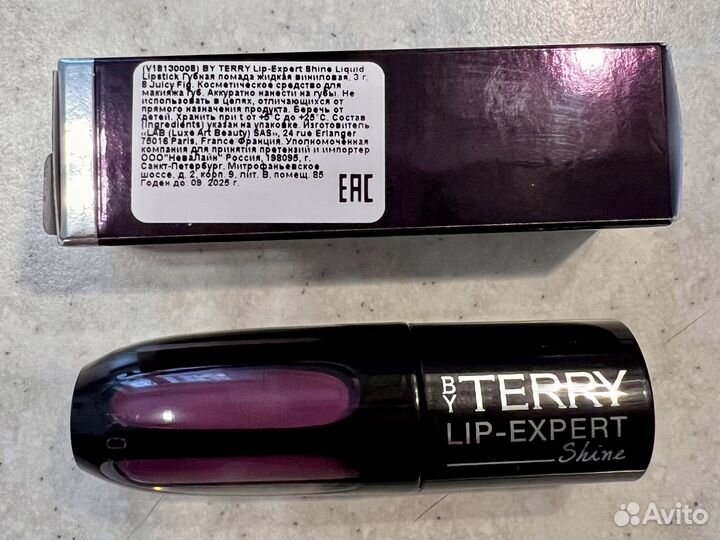 (V18130008) BY TERRY Lip-Expert Shine Liquid
Lipstick Губная помада жидкая виниловая, 3 г.
8 Juicy Fig. Косметическое средство для
макияжа губ. Аккуратно нанести на губы. Не
использовать в целях, отличающихся от
прямого назначения продукта. Беречь от
детей. Хранить при t от +5°C до +25°C. Состав
(Ingredients) указан на упаковке. Изготовитель
«LAB (Luxe Art Beauty) SAS», 24 rue Erlanger
75016 Paris, France Франция. Уполномоченная
компания для принятия претензий и импортер
ООО"НеваЛайн" Россия, 198095, г.
Санкт-Петербург, Митрофаньевское
шоссе, д. 2, корп. 9, лит. В, помещ. 85
Годен до 09. 2025 г.
EAC
BY TERRY
LIP-EXPERT
Shine
Avito